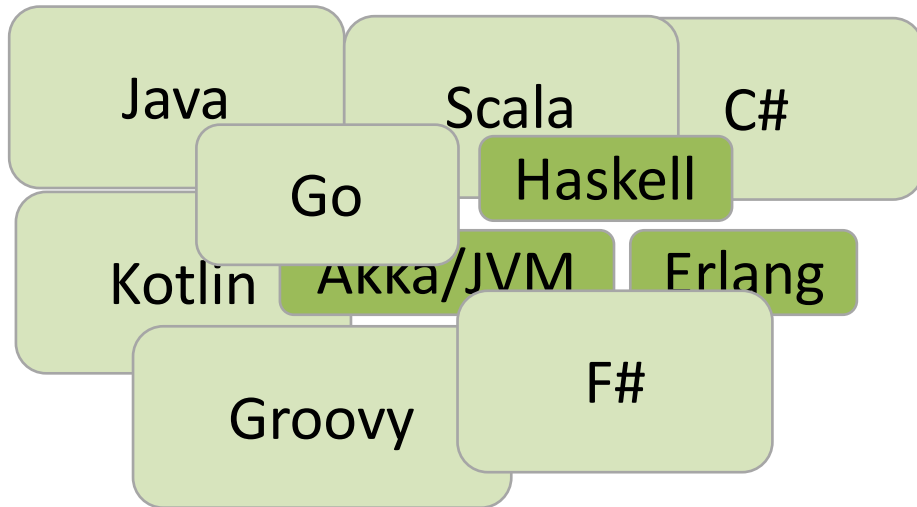 Java
Scala
C#
Haskell
Go
Akka/JVM
Erlang
Kotlin
F#
Groovy